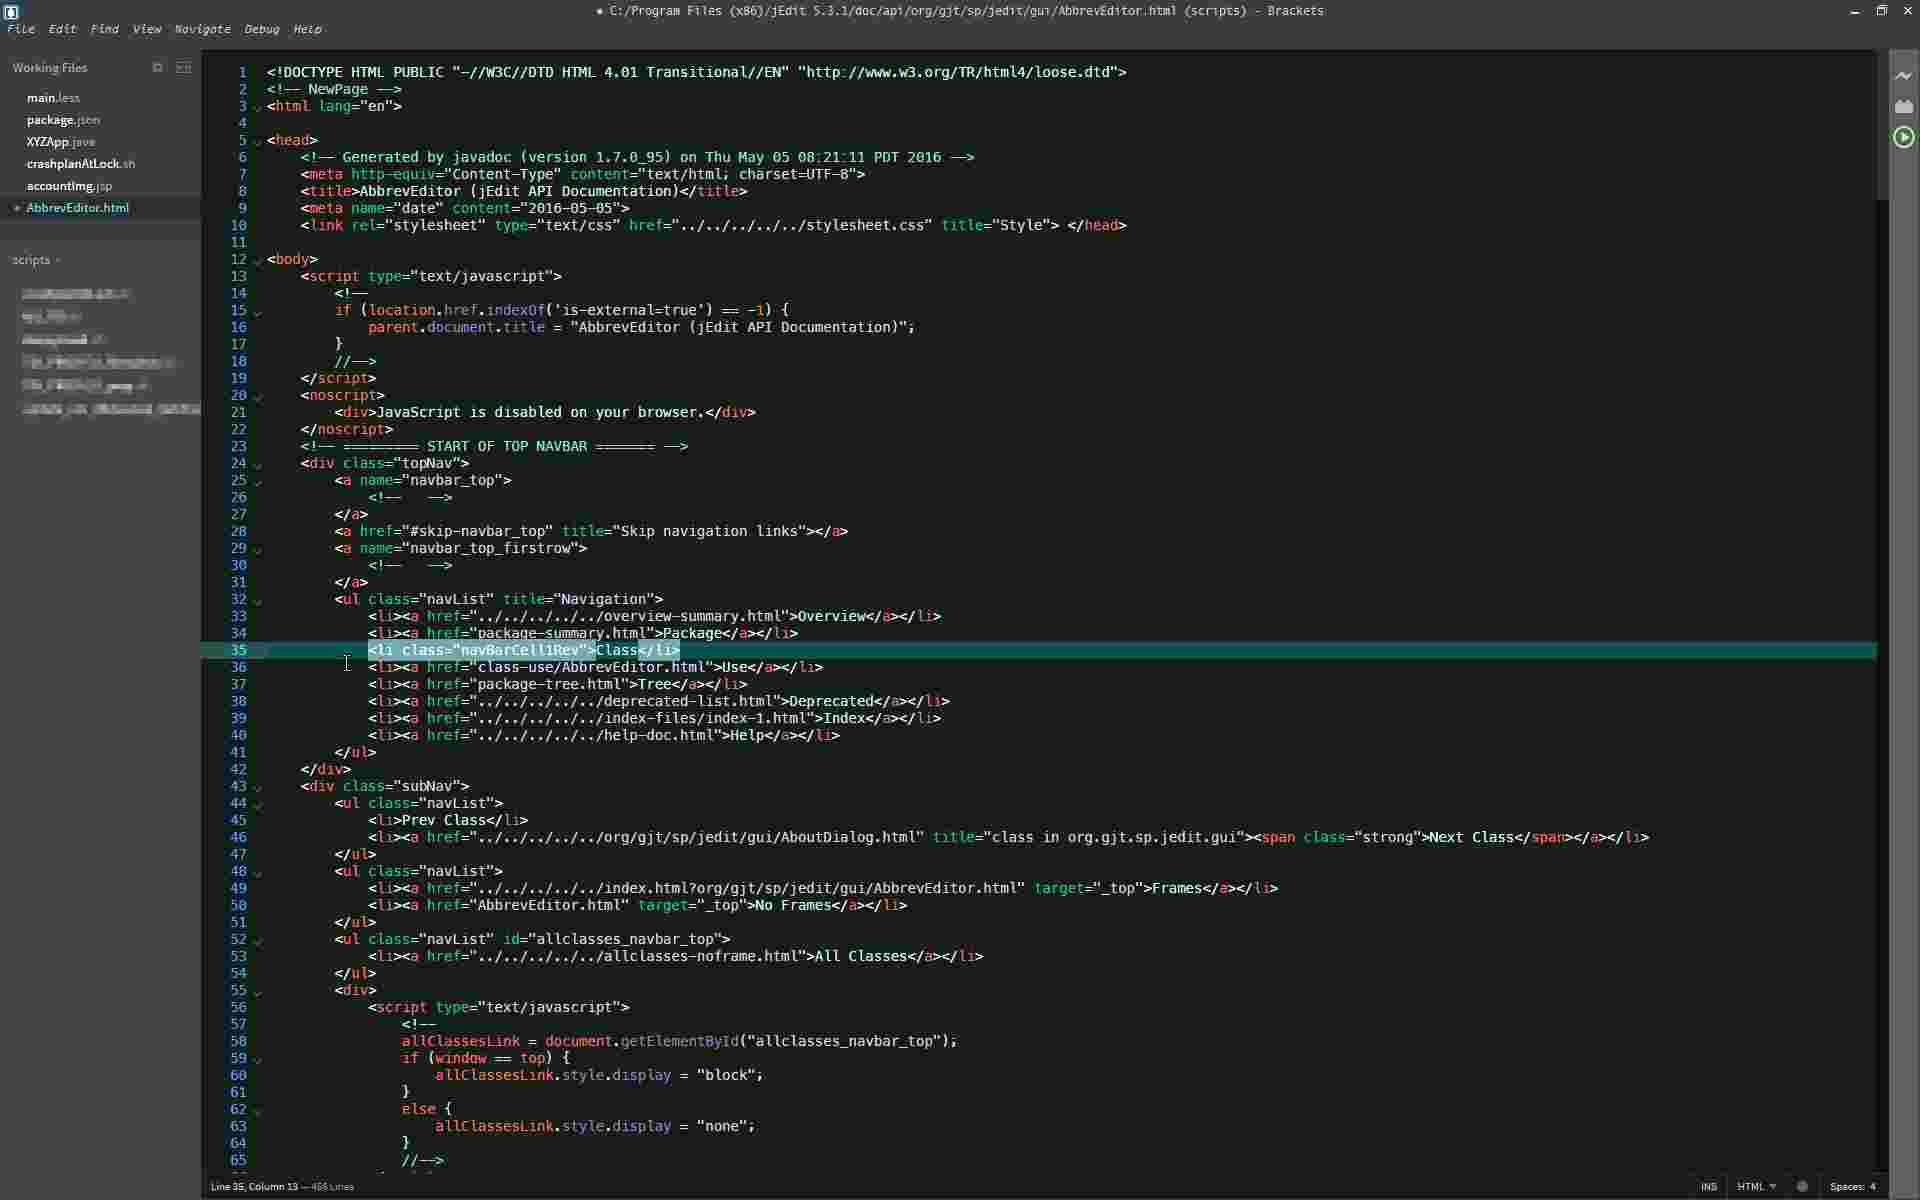 • C:/Program Files (x86)/jEdit 5.3.1/doc/api/org/gjt/sp/jedit/gui/AbbrevEditor.html (scripts) - Brackets
File Edit Find View Navigate Debug Help
Working Files
main.less
package.json
XYZApp.java
crashplanAtLock.sh
accountImg.jsp
AbbrevEditor.html
scripts
1 <!DOCTYPE HTML PUBLIC "-//W3C//DTD HTML 4.01 Transitional//EN" "http://www.w3.org/TR/html4/loose.dtd">
2 <!-- NewPage -->
3 <html lang="en">
4
5 <head>
6 <!-- Generated by javadoc (version 1.7.0_95) on Thu May 05 08:21:11 PDT 2016 -->
7 <meta http-equiv="Content-Type" content="text/html; charset=UTF-8">
8 <title>AbbrevEditor (jEdit API Documentation)</title>
9 <meta name="date" content="2016-05-05">
10 <link rel="stylesheet" type="text/css" href="../../../../../stylesheet.css" title="Style"> </head>
11
12 <body>
13 <script type="text/javascript">
14 <!--
15 if (location.href.indexOf('is-external=true') == -1) {
16 parent.document.title = "AbbrevEditor (jEdit API Documentation)";
17 }
18 //-->
19 </script>
20 <noscript>
21 <div>JavaScript is disabled on your browser.</div>
22 </noscript>
23 <!-- ========= START OF TOP NAVBAR ======= -->
24 <div class="topNav">
25 <a name="navbar_top">
26 <!--   -->
27 </a>
28 <a href="#skip-navbar_top" title="Skip navigation links"></a>
29 <a name="navbar_top_firstrow">
30 <!--   -->
31 </a>
32 <ul class="navList" title="Navigation">
33 <li><a href="../../../../../overview-summary.html">Overview</a></li>
34 <li><a href="package-summary.html">Package</a></li>
35 <li class="navBarCell1Rev">Class</li>
36 <li><a href="class-use/AbbrevEditor.html">Use</a></li>
37 <li><a href="package-tree.html">Tree</a></li>
38 <li><a href="../../../../../deprecated-list.html">Deprecated</a></li>
39 <li><a href="../../../../../index-files/index-1.html">Index</a></li>
40 <li><a href="../../../../../help-doc.html">Help</a></li>
41 </ul>
42 </div>
43 <div class="subNav">
44 <ul class="navList">
45 <li>Prev Class</li>
46 <li><a href="../../../../../org/gjt/sp/jedit/gui/AboutDialog.html" title="class in org.gjt.sp.jedit.gui"><span class="strong">Next Class</span></a></li>
47 </ul>
48 <ul class="navList">
49 <li><a href="../../../../../index.html?org/gjt/sp/jedit/gui/AbbrevEditor.html" target="_top">Frames</a></li>
50 <li><a href="AbbrevEditor.html" target="_top">No Frames</a></li>
51 </ul>
52 <ul class="navList" id="allclasses_navbar_top">
53 <li><a href="../../../../../allclasses-noframe.html">All Classes</a></li>
54 </ul>
55 <div>
56 <script type="text/javascript">
57 <!--
58 allClassesLink = document.getElementById("allclasses_navbar_top");
59 if (window == top) {
60 allClassesLink.style.display = "block";
61 }
62 else {
63 allClassesLink.style.display = "none";
64 }
65 //-->
Line 35, Column 13 — 456 Lines
INS HTML Spaces: 4